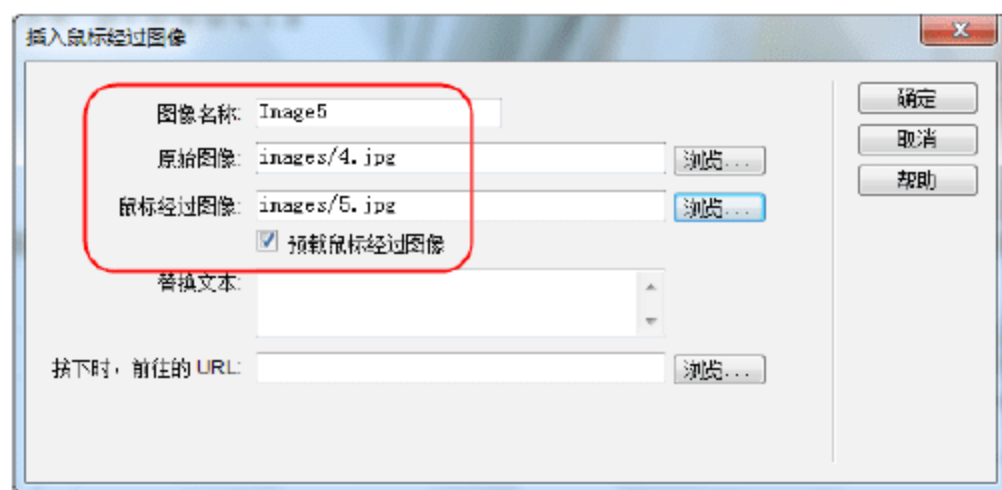 插入鼠标经过图像
图像名称: Image5
原始图像: images/4.jpg 浏览...
鼠标经过图像: images/5.jpg 浏览...
预载鼠标经过图像
替换文本:
按下时，前往的 URL: 浏览...
确定
取消
帮助